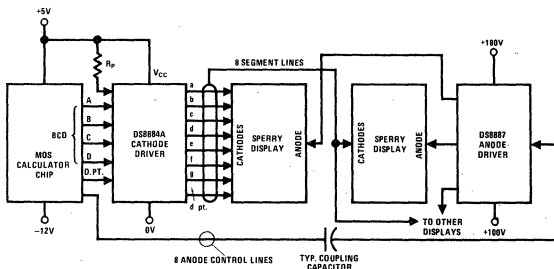 +5V
RP
VCC
8 SEGMENT LINES
+180V
MOS
CALCULATOR
CHIP
BCD
A
B
C
D
D.PT.
DS8884A
CATHODE
DRIVER
a
b
c
d
e
f
g
d pt.
CATHODES
SPERRY
DISPLAY
ANODE
CATHODES
SPERRY
DISPLAY
ANODE
DS8887
ANODE
DRIVER
-12V
0V
TO OTHER
DISPLAYS
+100V
8 ANODE CONTROL LINES
TYP. COUPLING
CAPACITOR